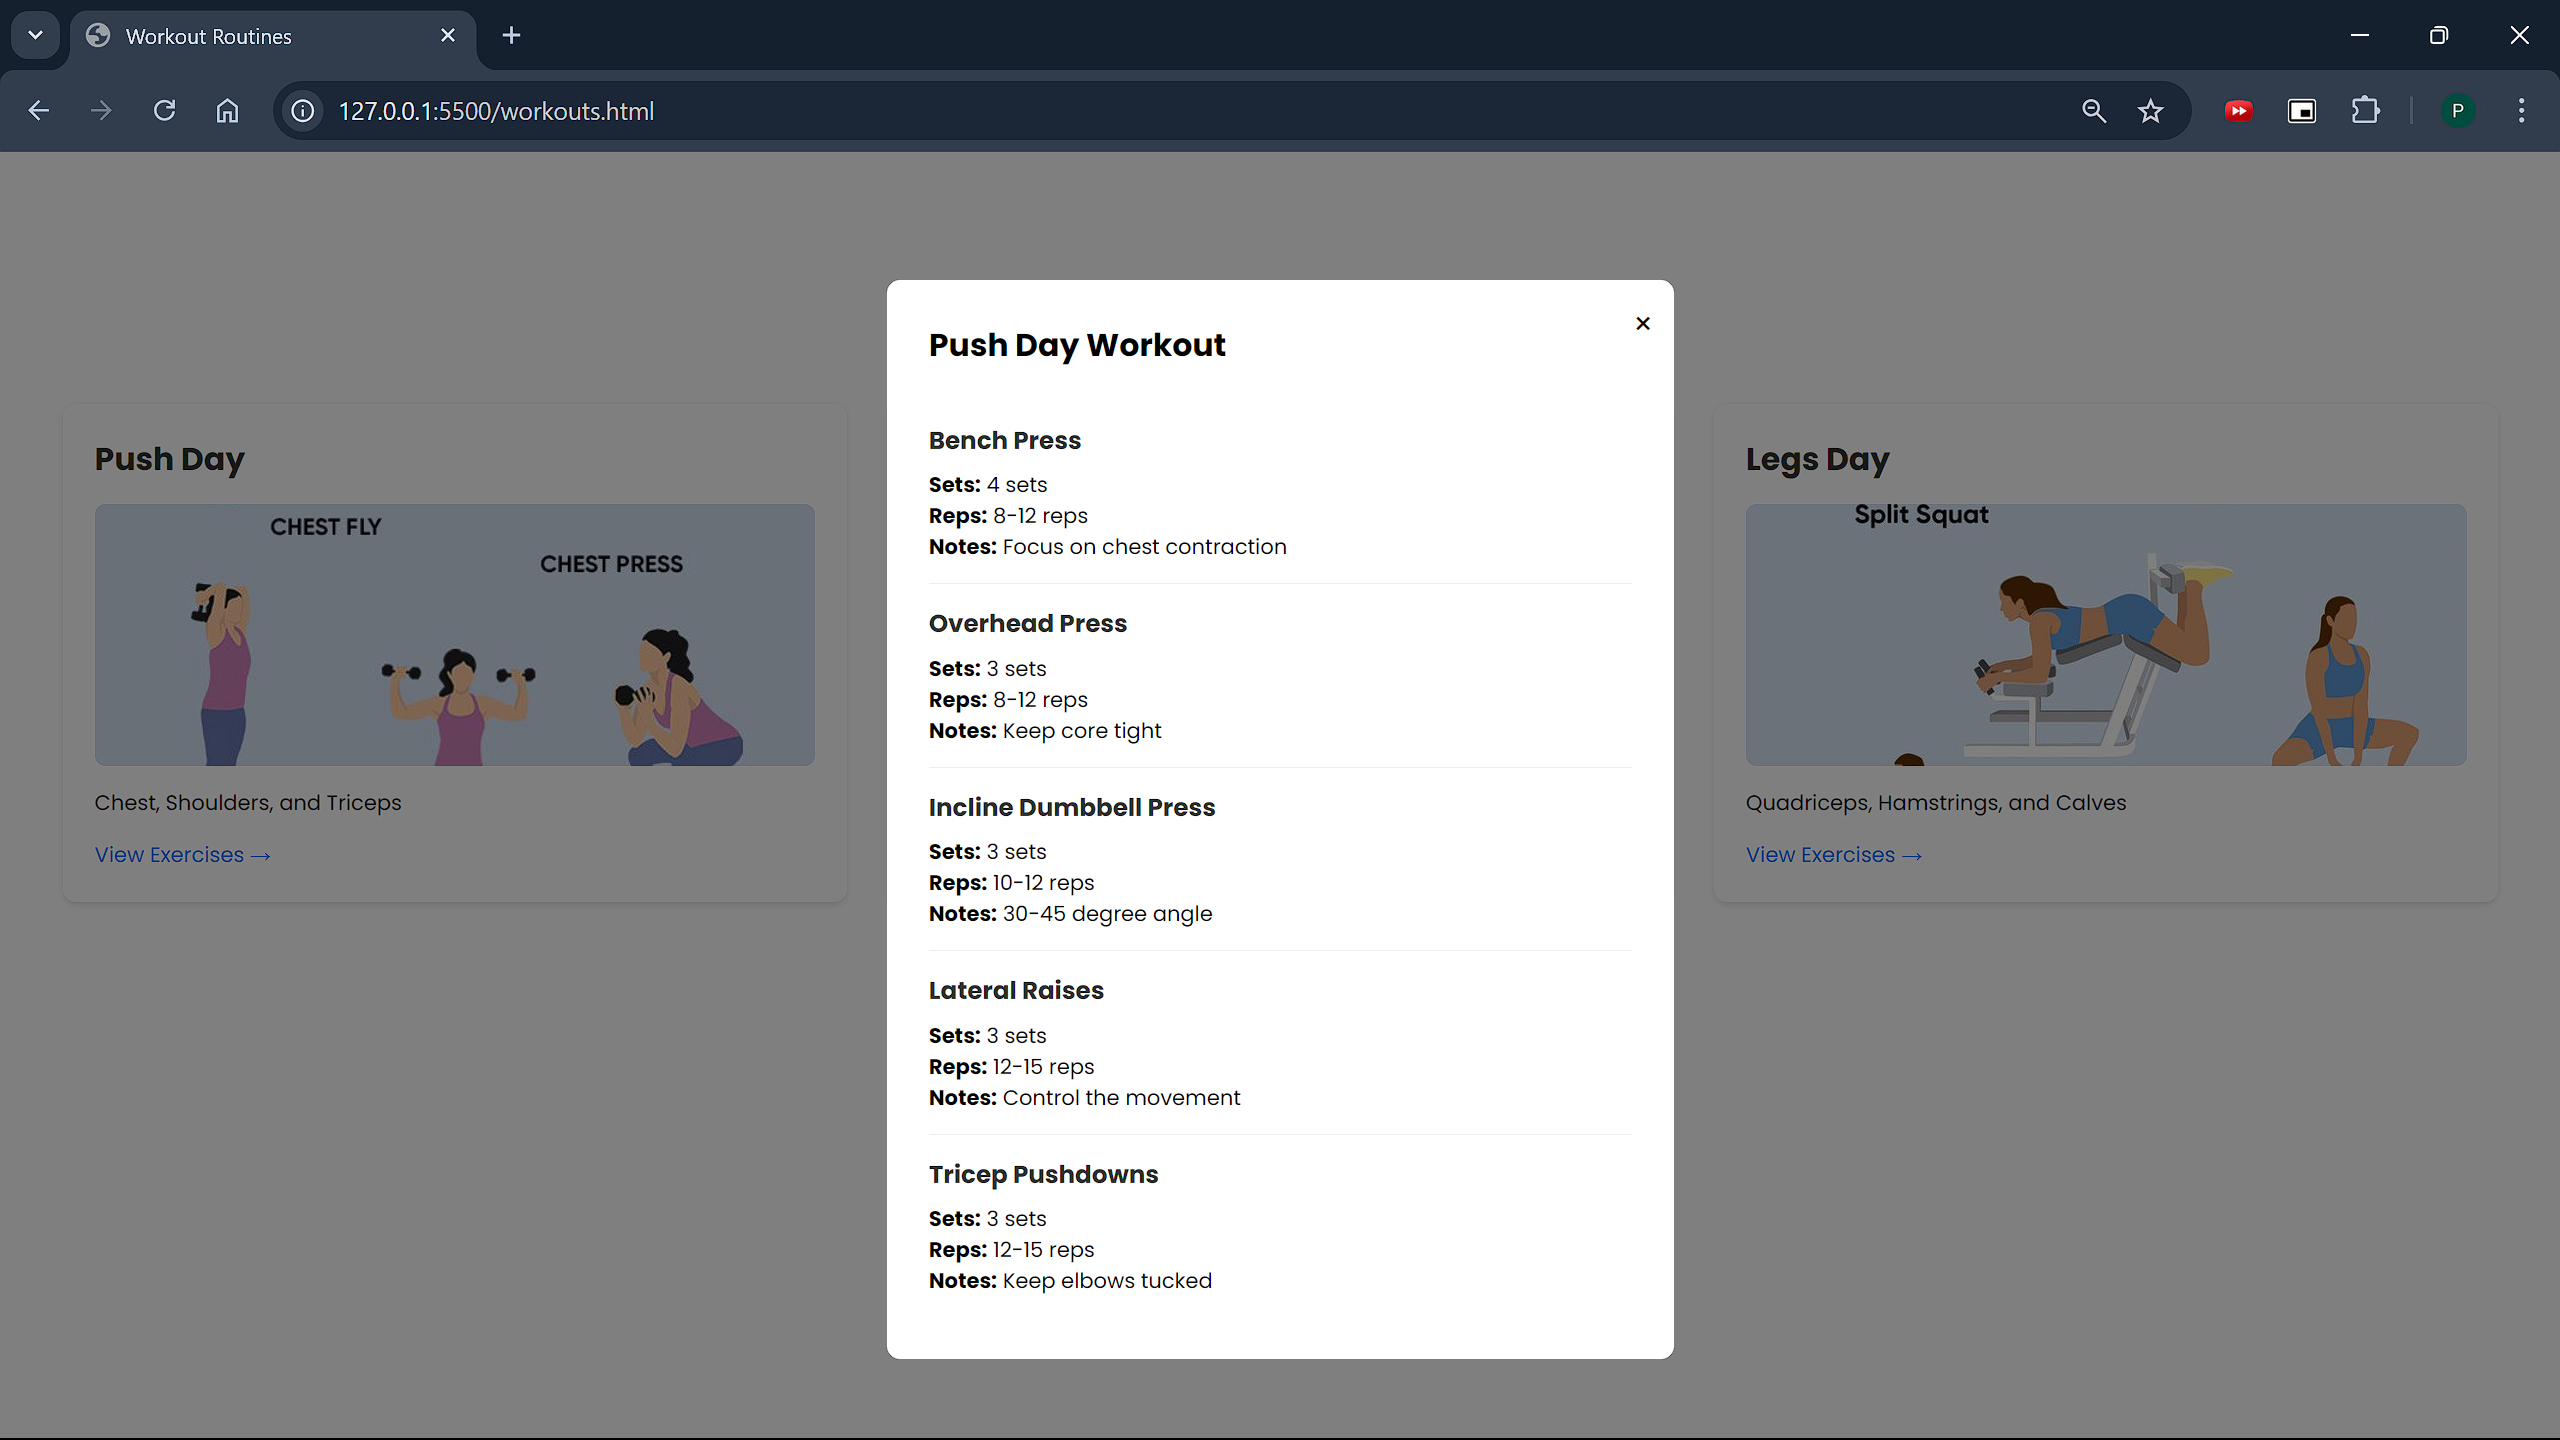 Workout Routines
127.0.0.1:5500/workouts.html
P
Push Day
CHEST FLY
CHEST PRESS
Chest, Shoulders, and Triceps
View Exercises →
Push Day Workout
×
Bench Press
Sets: 4 sets
Reps: 8-12 reps
Notes: Focus on chest contraction
Overhead Press
Sets: 3 sets
Reps: 8-12 reps
Notes: Keep core tight
Incline Dumbbell Press
Sets: 3 sets
Reps: 10-12 reps
Notes: 30-45 degree angle
Lateral Raises
Sets: 3 sets
Reps: 12-15 reps
Notes: Control the movement
Tricep Pushdowns
Sets: 3 sets
Reps: 12-15 reps
Notes: Keep elbows tucked
Legs Day
Split Squat
Quadriceps, Hamstrings, and Calves
View Exercises →